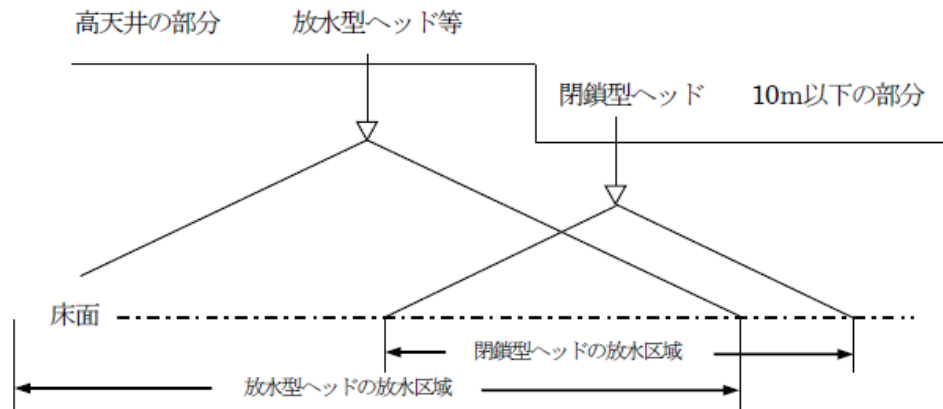 高天井の部分 放水型ヘッド等
閉鎖型ヘッド 10m以下の部分
床面
閉鎖型ヘッドの放水区域
放水型ヘッドの放水区域